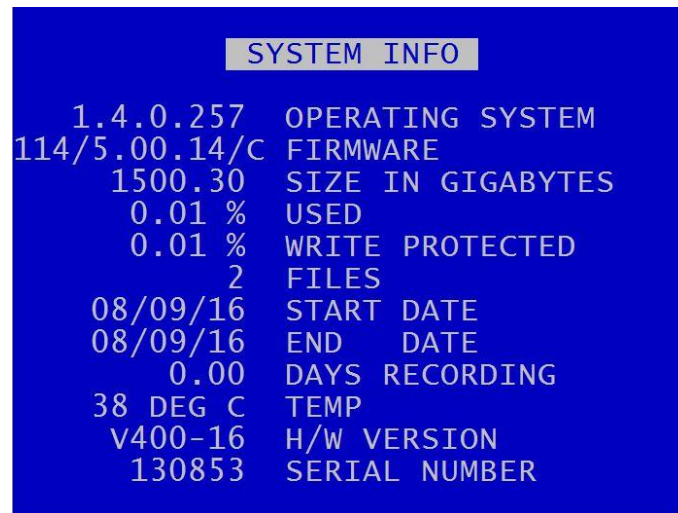 SYSTEM INFO
1.4.0.257 OPERATING SYSTEM
114/5.00.14/C FIRMWARE
1500.30 SIZE IN GIGABYTES
0.01 % USED
0.01 % WRITE PROTECTED
2 FILES
08/09/16 START DATE
08/09/16 END DATE
0.00 DAYS RECORDING
38 DEG C TEMP
V400-16 H/W VERSION
130853 SERIAL NUMBER